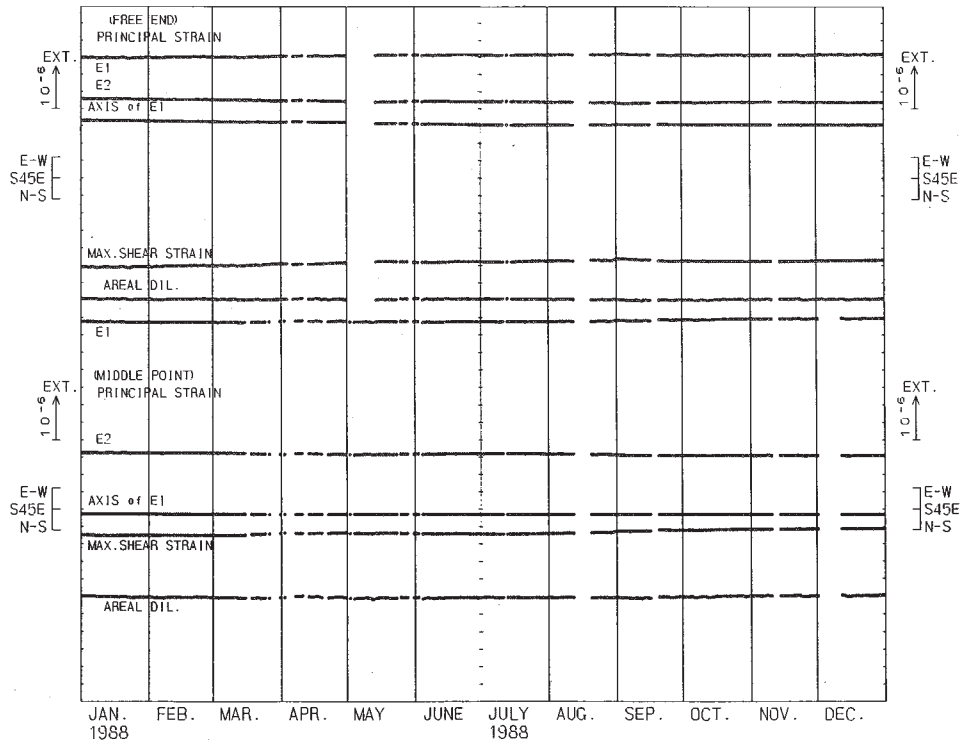 (FREE END)
PRINCIPAL STRAIN
EXT.
10⁻⁶
E1
E2
AXIS of E1
E-W
S45E
N-S
EXT.
10⁻⁶
E-W
S45E
N-S
MAX.SHEAR STRAIN
AREAL DIL.
E1
(MIDDLE POINT)
PRINCIPAL STRAIN
EXT.
10⁻⁶
E2
AXIS of E1
E-W
S45E
N-S
EXT.
10⁻⁶
E-W
S45E
N-S
MAX.SHEAR STRAIN
AREAL DIL.
JAN. FEB. MAR. APR. MAY JUNE JULY AUG. SEP. OCT. NOV. DEC.
1988 1988